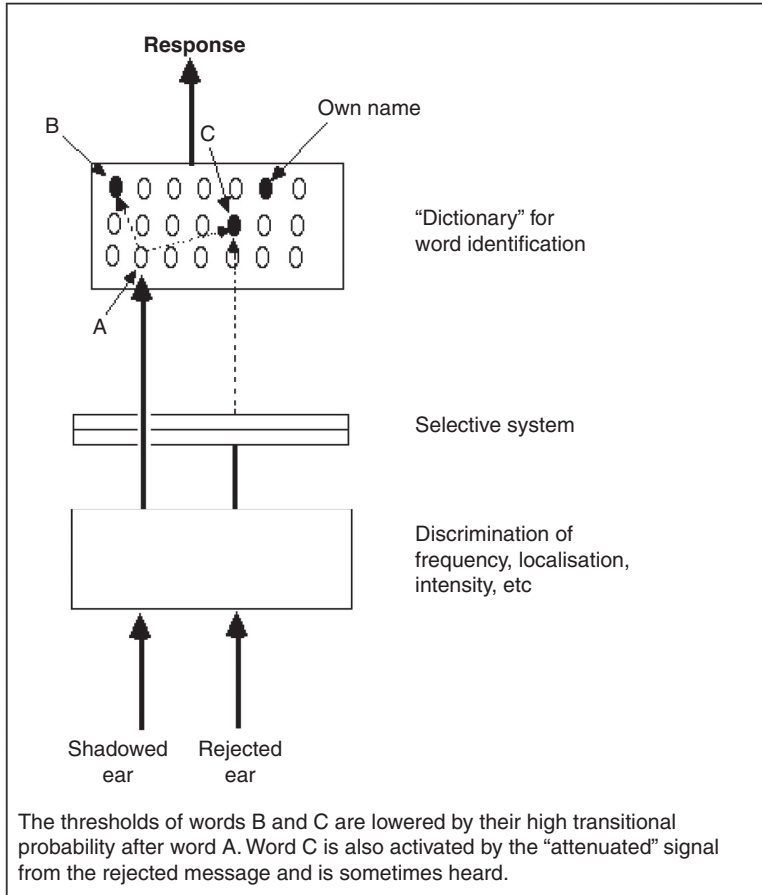 Response
Own name
B
C
"Dictionary" for
word identification
A
Selective system
Discrimination of
frequency, localisation,
intensity, etc
Shadowed
ear
Rejected
ear
The thresholds of words B and C are lowered by their high transitional
probability after word A. Word C is also activated by the "attenuated" signal
from the rejected message and is sometimes heard.